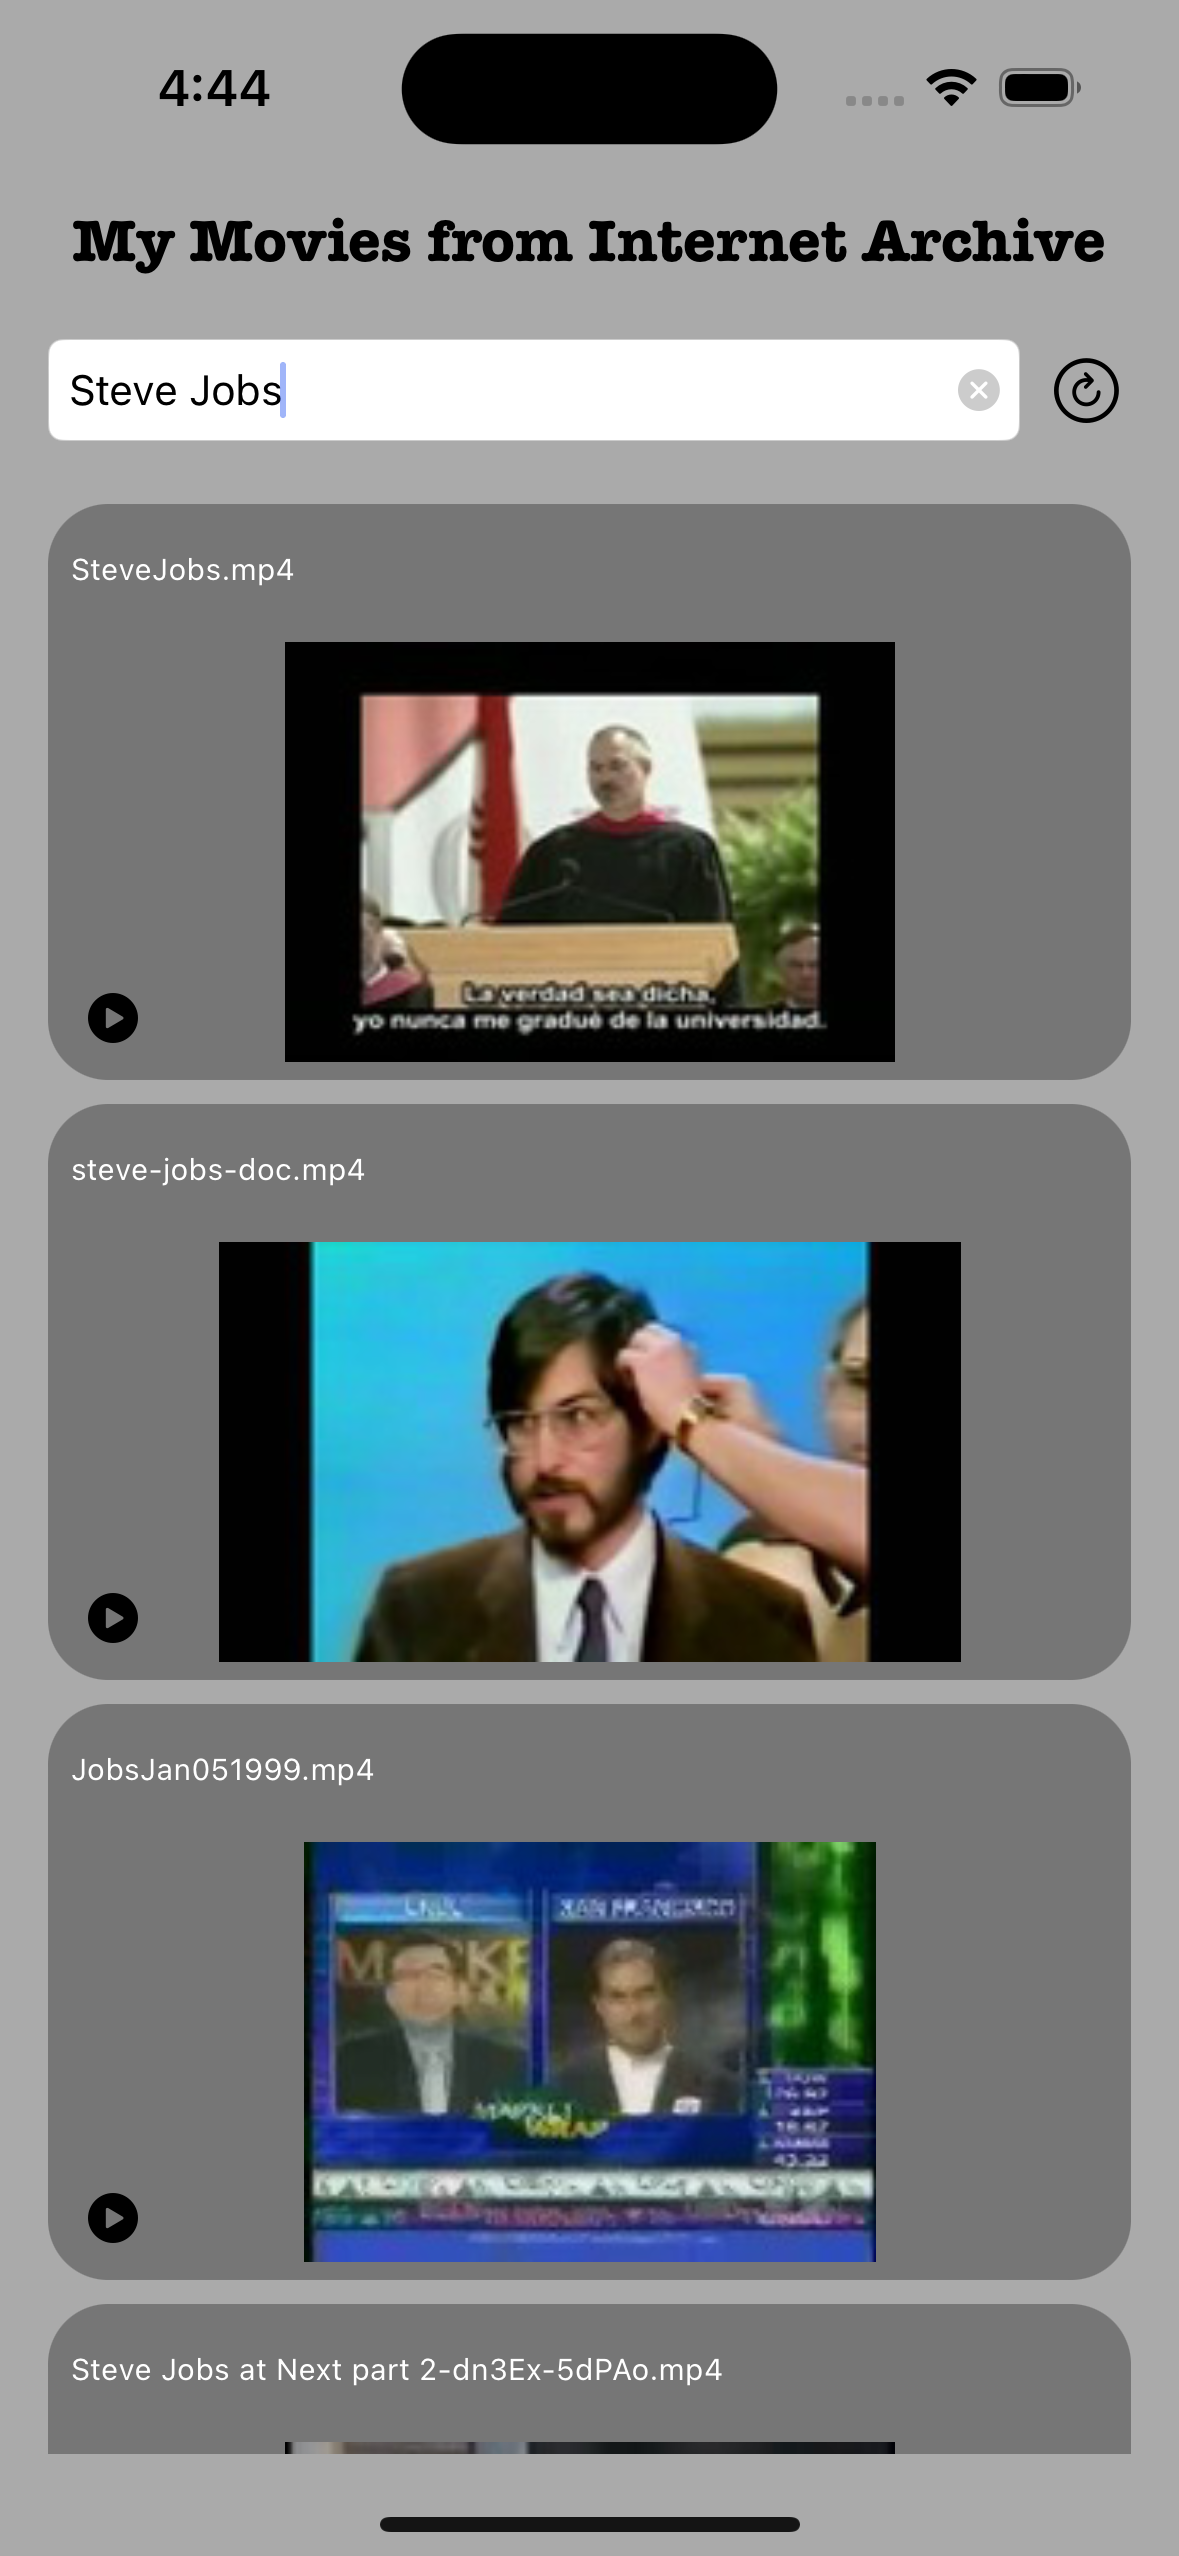 4:44
My Movies from Internet Archive
Steve Jobs
SteveJobs.mp4
La verdad sea dicha,
yo nunca me gradué de la universidad.
steve-jobs-doc.mp4
JobsJan051999.mp4
SAN FRANCISCO
MARKET
WRAP
Steve Jobs at Next part 2-dn3Ex-5dPAo.mp4